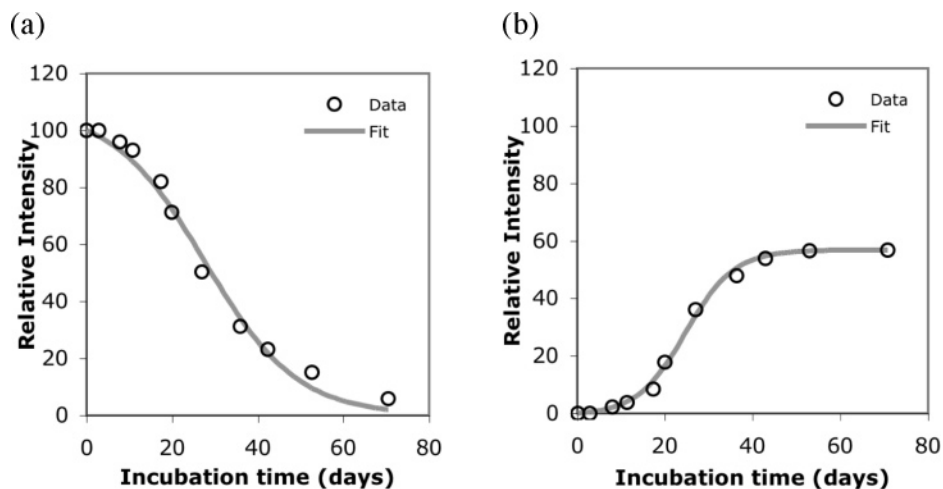 (a)
120
100
80
60
40
20
0
Relative Intensity
Data
Fit
0 20 40 60 80
Incubation time (days)
(b)
120
100
80
60
40
20
0
Relative Intensity
Data
Fit
0 20 40 60 80
Incubation time (days)